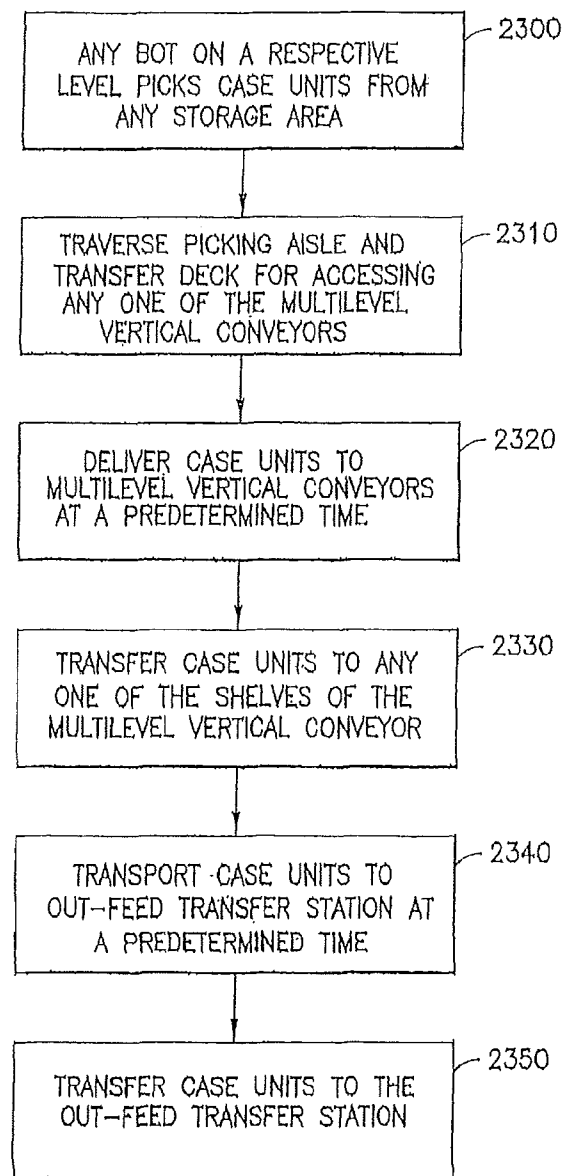 ANY BOT ON A RESPECTIVE
LEVEL PICKS CASE UNITS FROM
ANY STORAGE AREA
2300
TRAVERSE PICKING AISLE AND
TRANSFER DECK FOR ACCESSING
ANY ONE OF THE MULTILEVEL
VERTICAL CONVEYORS
2310
DELIVER CASE UNITS TO
MULTILEVEL VERTICAL CONVEYORS
AT A PREDETERMINED TIME
2320
TRANSFER CASE UNITS TO ANY
ONE OF THE SHELVES OF THE
MULTILEVEL VERTICAL CONVEYOR
2330
TRANSPORT CASE UNITS TO
OUT-FEED TRANSFER STATION AT
A PREDETERMINED TIME
2340
TRANSFER CASE UNITS TO THE
OUT-FEED TRANSFER STATION
2350